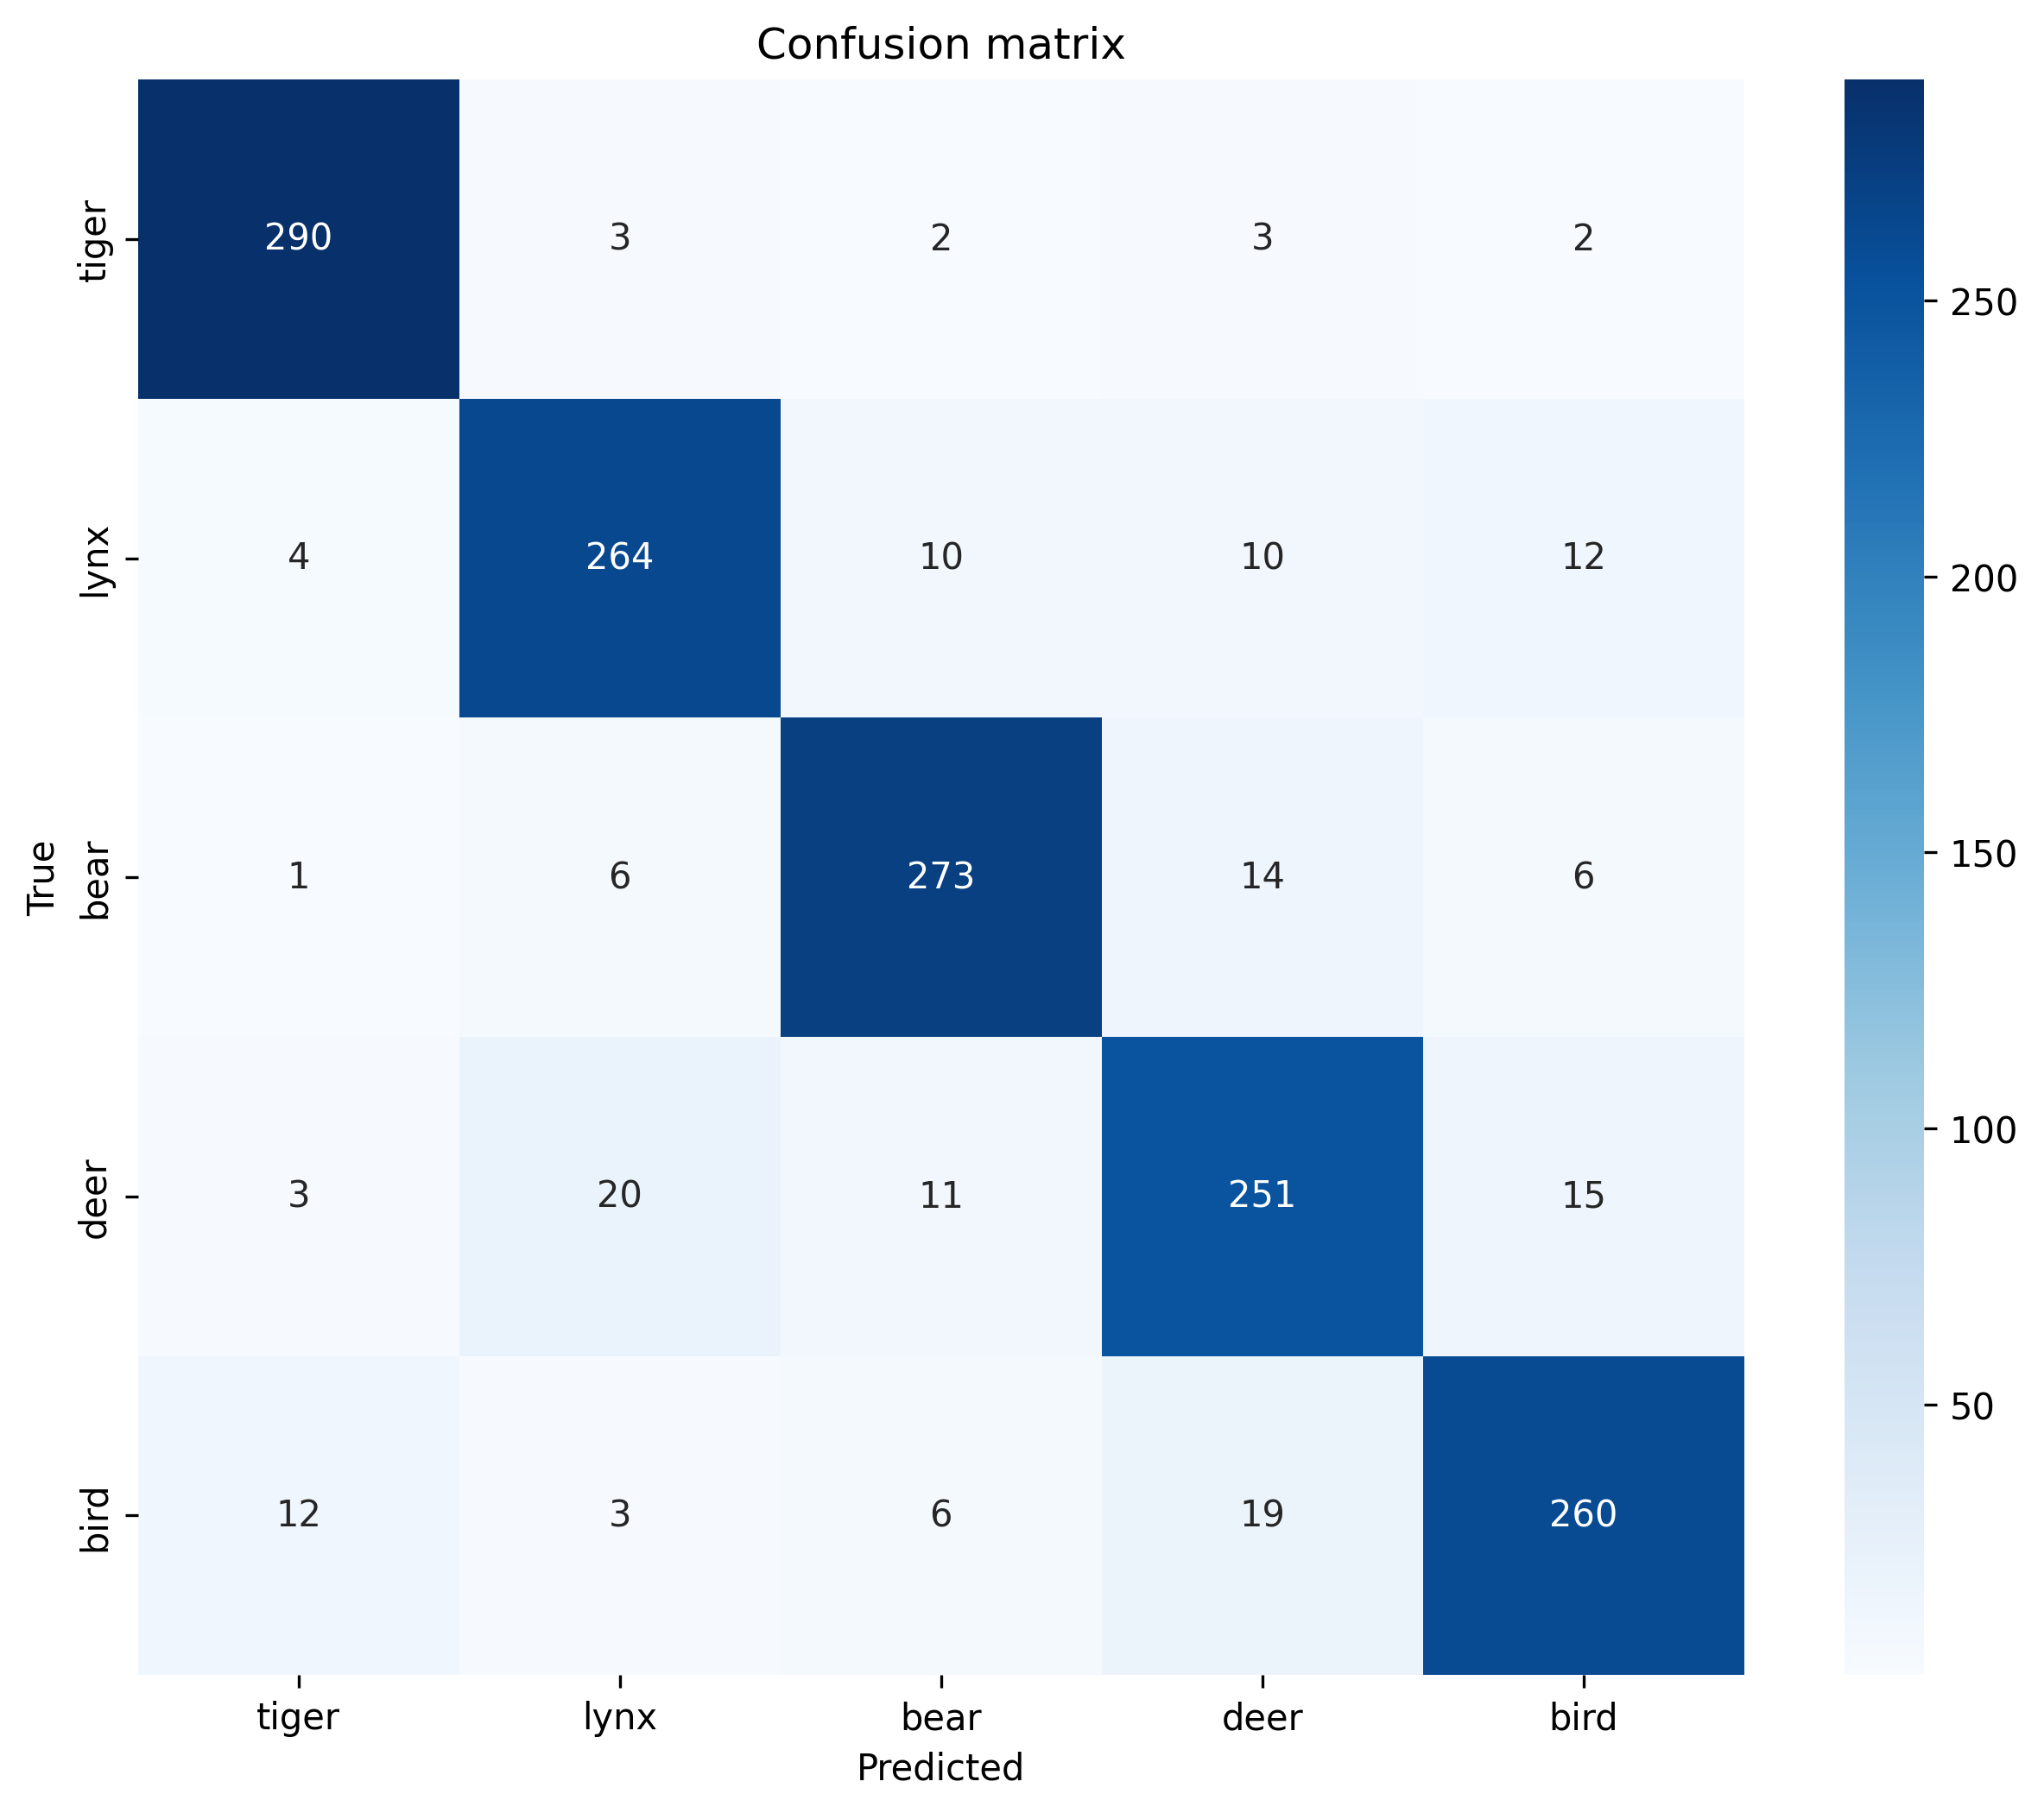 Confusion matrix
tiger 290 3 2 3 2
lynx 4 264 10 10 12
bear 1 6 273 14 6
deer 3 20 11 251 15
bird 12 3 6 19 260
True
tiger lynx bear deer bird
Predicted
250
200
150
100
50